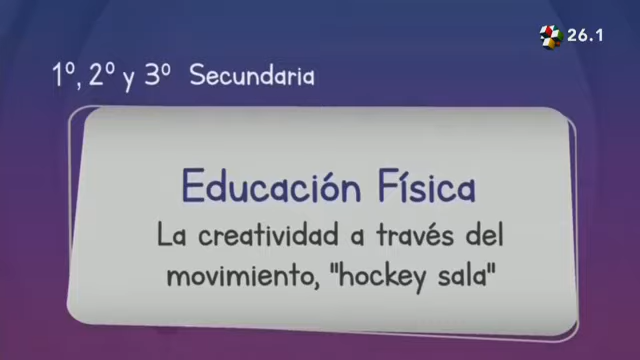 26.1
1º, 2º y 3º Secundaria
Educación Física
La creatividad a través del
movimiento, "hockey sala"